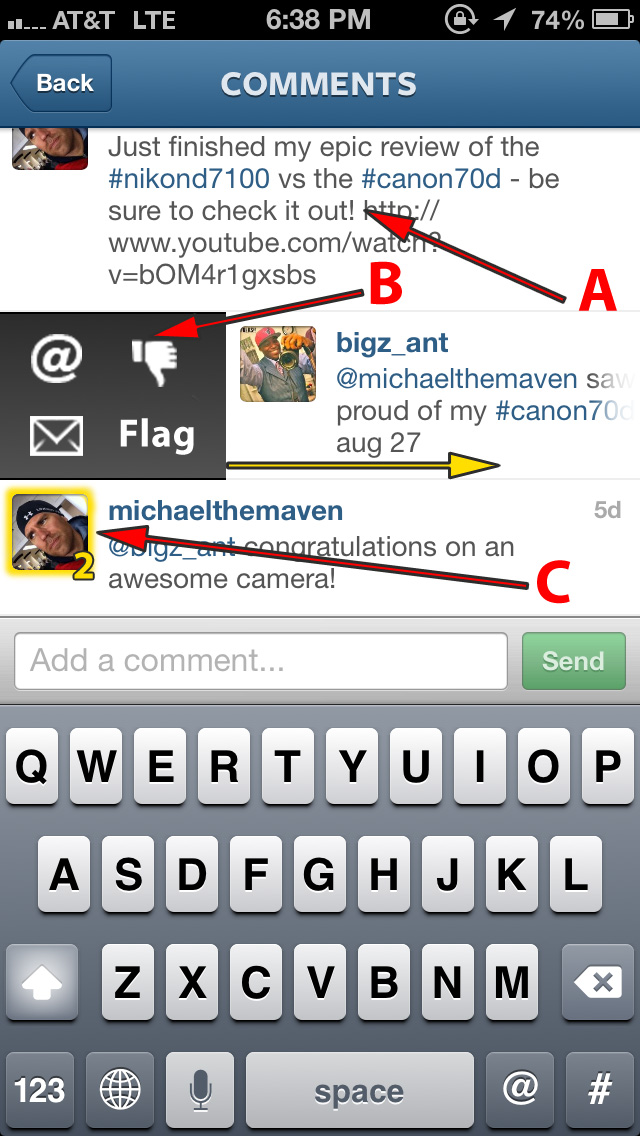 AT&T LTE 6:38 PM 74%
Back COMMENTS
Just finished my epic review of the
#nikond7100 vs the #canon70d - be
sure to check it out! http://
www.youtube.com/watch?
v=bOM4r1gxsbs
A
B
@
Flag
bigz_ant
@michaelthemaven saw
proud of my #canon70d
aug 27
michaelthemaven 5d
@bigz_ant congratulations on an
awesome camera!
2
C
Add a comment... Send
Q W E R T Y U I O P
A S D F G H J K L
Z X C V B N M
123 space @ #